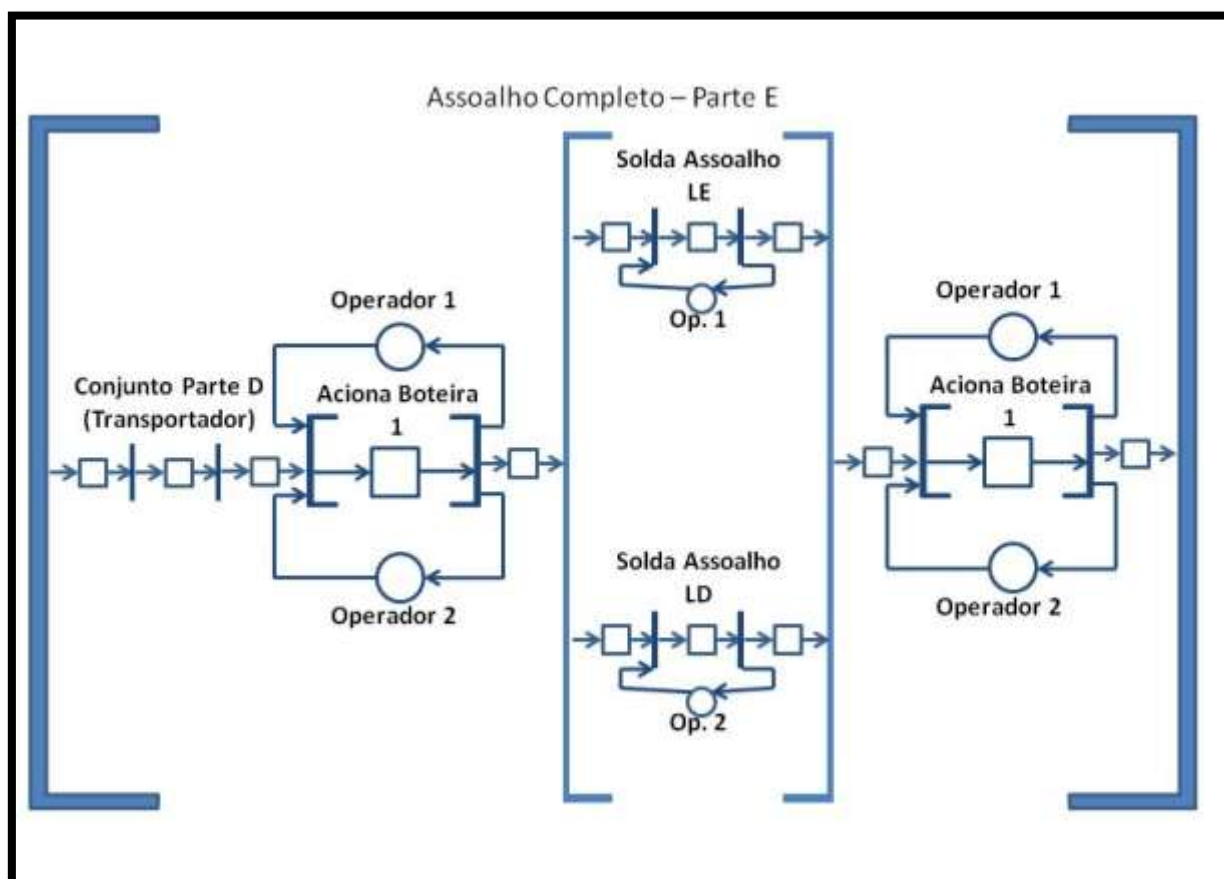 Assoalho Completo – Parte E
Solda Assoalho
LE
Op. 1
Operador 1
Conjunto Parte D
(Transportador)
Aciona Boteira
1
Operador 2
Solda Assoalho
LD
Op. 2
Operador 1
Aciona Boteira
1
Operador 2